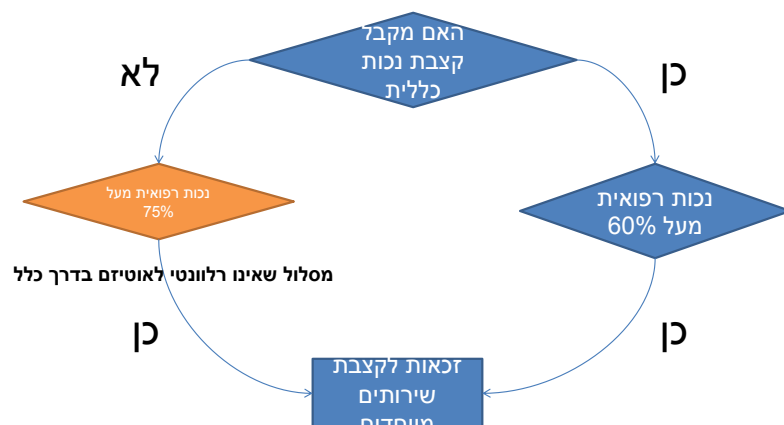 האם מקבל
קצבת נכות
כללית
כן
לא
נכות רפואית
מעל 60%
נכות רפואית מעל
75%
מסלול שאינו רלוונטי לאוטיזם בדרך כלל
כן
כן
זכאות לקצבת
שירותים
מיוחדים